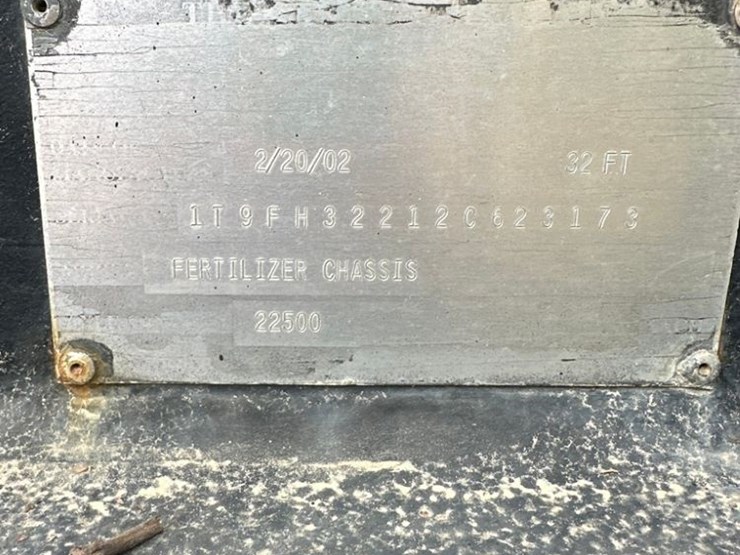 2/20/02 32 FT
1T9FH32212C623173
FERTILIZER CHASSIS
22500